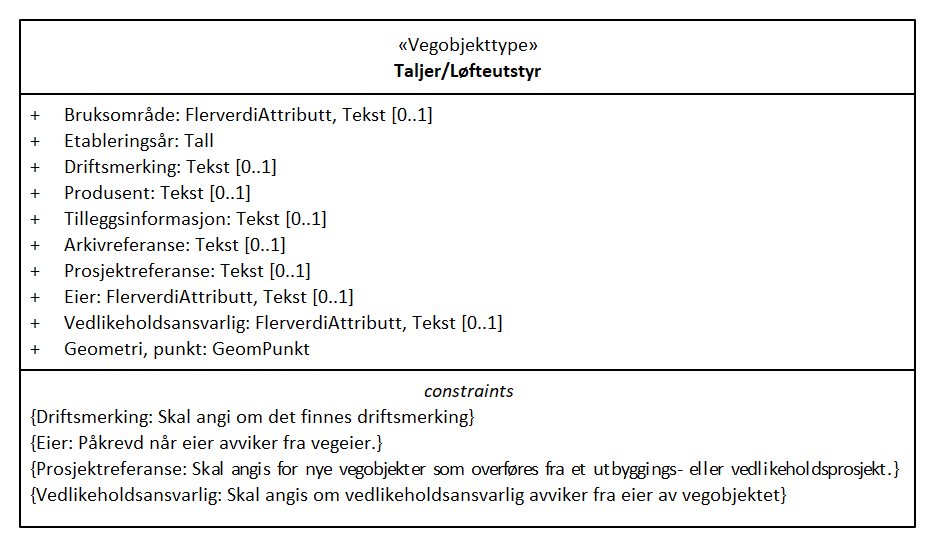 «Vegobjekttype»
Taljer/Løfteutstyr
+ Bruksområde: FlerverdiAttributt, Tekst [0..1]
+ Etableringsår: Tall
+ Driftsmerking: Tekst [0..1]
+ Produsent: Tekst [0..1]
+ Tilleggsinformasjon: Tekst [0..1]
+ Arkivreferanse: Tekst [0..1]
+ Prosjektreferanse: Tekst [0..1]
+ Eier: FlerverdiAttributt, Tekst [0..1]
+ Vedlikeholdsansvarlig: FlerverdiAttributt, Tekst [0..1]
+ Geometri, punkt: GeomPunkt
constraints
{Driftsmerking: Skal angi om det finnes driftsmerking}
{Eier: Påkrevd når eier avviker fra vegeier.}
{Prosjektreferanse: Skal angis for nye vegobjekter som overføres fra et utbyggings- eller vedlikeholdsprosjekt.}
{Vedlikeholdsansvarlig: Skal angis om vedlikeholdsansvarlig avviker fra eier av vegobjektet}